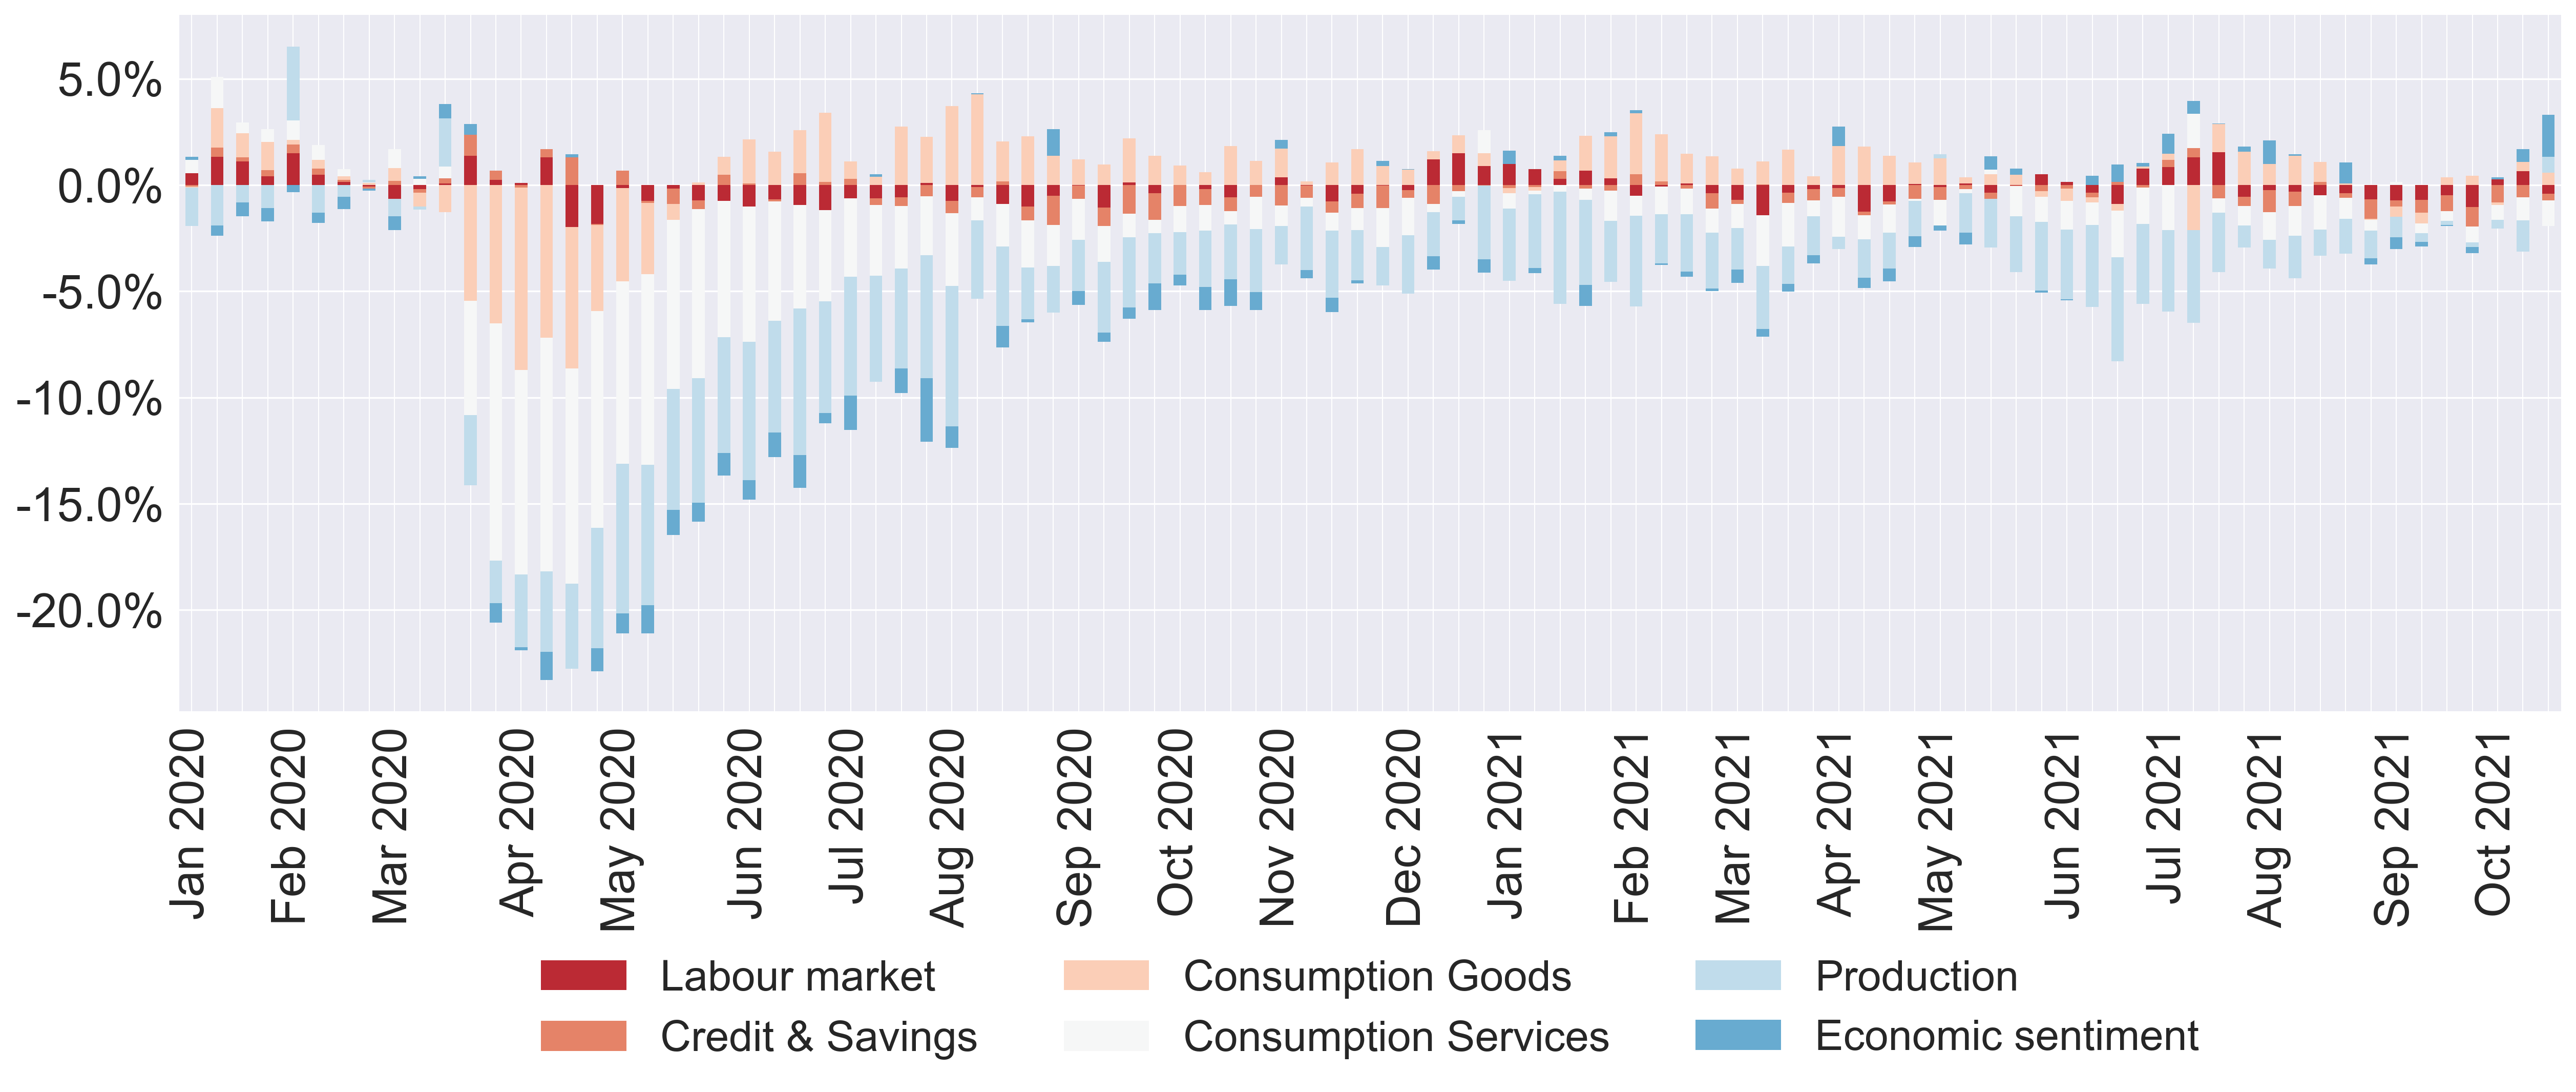 5.0%
0.0%
-5.0%
-10.0%
-15.0%
-20.0%
Jan 2020
Feb 2020
Mar 2020
Apr 2020
May 2020
Jun 2020
Jul 2020
Aug 2020
Sep 2020
Oct 2020
Nov 2020
Dec 2020
Jan 2021
Feb 2021
Mar 2021
Apr 2021
May 2021
Jun 2021
Jul 2021
Aug 2021
Sep 2021
Oct 2021
Labour market
Consumption Goods
Production
Credit & Savings
Consumption Services
Economic sentiment